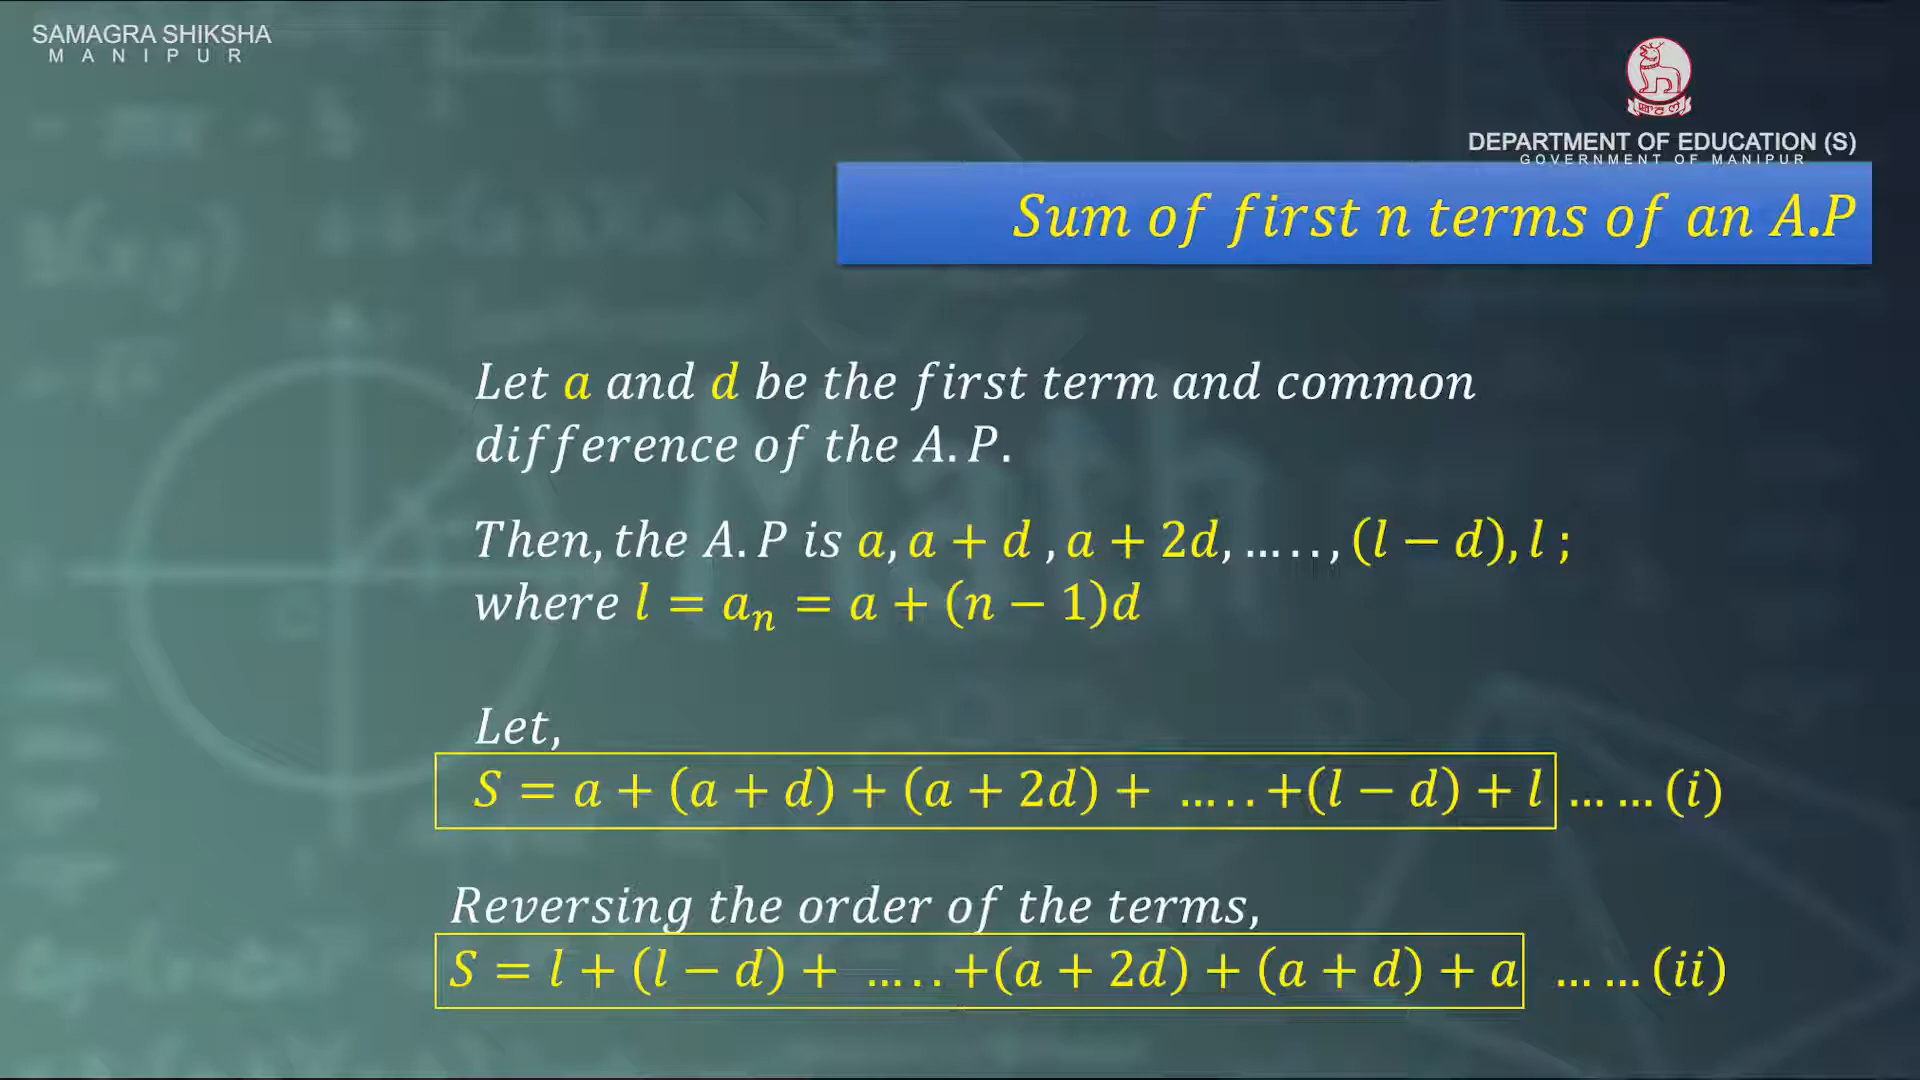 SAMAGRA SHIKSHA
MANIPUR
DEPARTMENT OF EDUCATION (S)
GOVERNMENT OF MANIPUR
Sum of first n terms of an A.P
Let a and d be the first term and common
difference of the A.P.
Then, the A.P is a, a + d , a + 2d, … . . , (l − d), l ;
where l = aₙ = a + (n − 1)d
Let,
S = a + (a + d) + (a + 2d) + … . . +(l − d) + l … … (i)
Reversing the order of the terms,
S = l + (l − d) + … . . +(a + 2d) + (a + d) + a … … (ii)